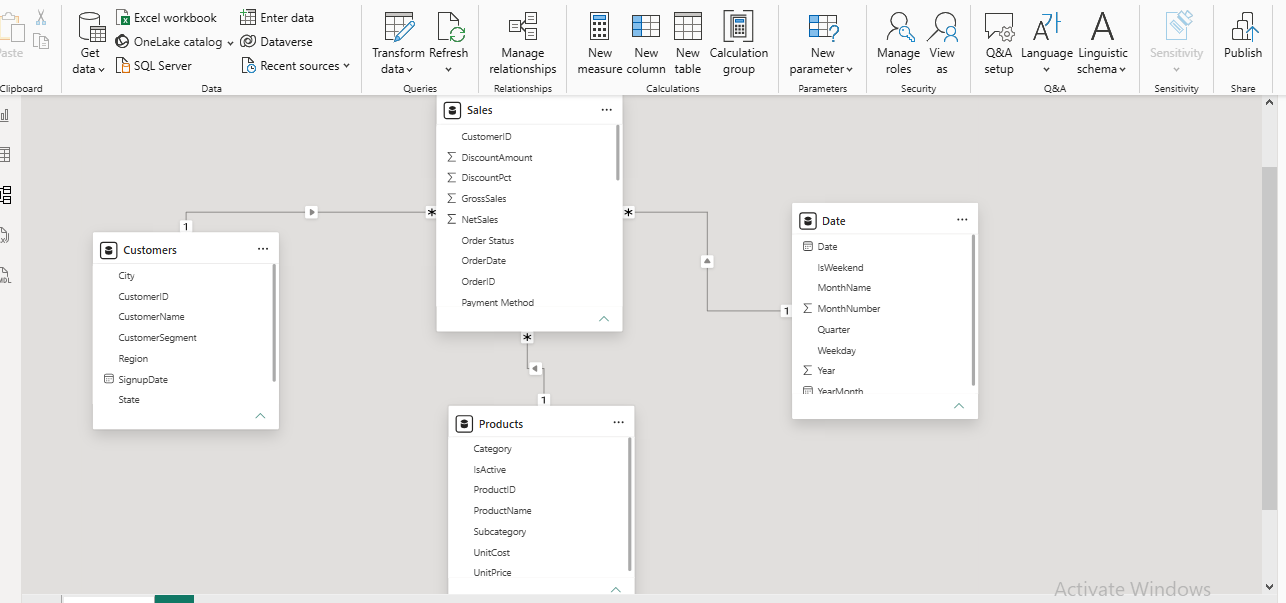 Paste
Clipboard
Get data
Excel workbook
OneLake catalog
SQL Server
Enter data
Dataverse
Recent sources
Data
Transform data
Refresh
Queries
Manage relationships
Relationships
New measure
New column
New table
Calculation group
Calculations
New parameter
Parameters
Manage roles
View as
Security
Q&A setup
Language
Linguistic schema
Q&A
Sensitivity
Sensitivity
Publish
Share
Sales
CustomerID
DiscountAmount
DiscountPct
GrossSales
NetSales
Order Status
OrderDate
OrderID
Payment Method
1
*
*
1
*
1
Customers
City
CustomerID
CustomerName
CustomerSegment
Region
SignupDate
State
Date
Date
IsWeekend
MonthName
MonthNumber
Quarter
Weekday
Year
YearMonth
Products
Category
IsActive
ProductID
ProductName
Subcategory
UnitCost
UnitPrice
Activate Windows